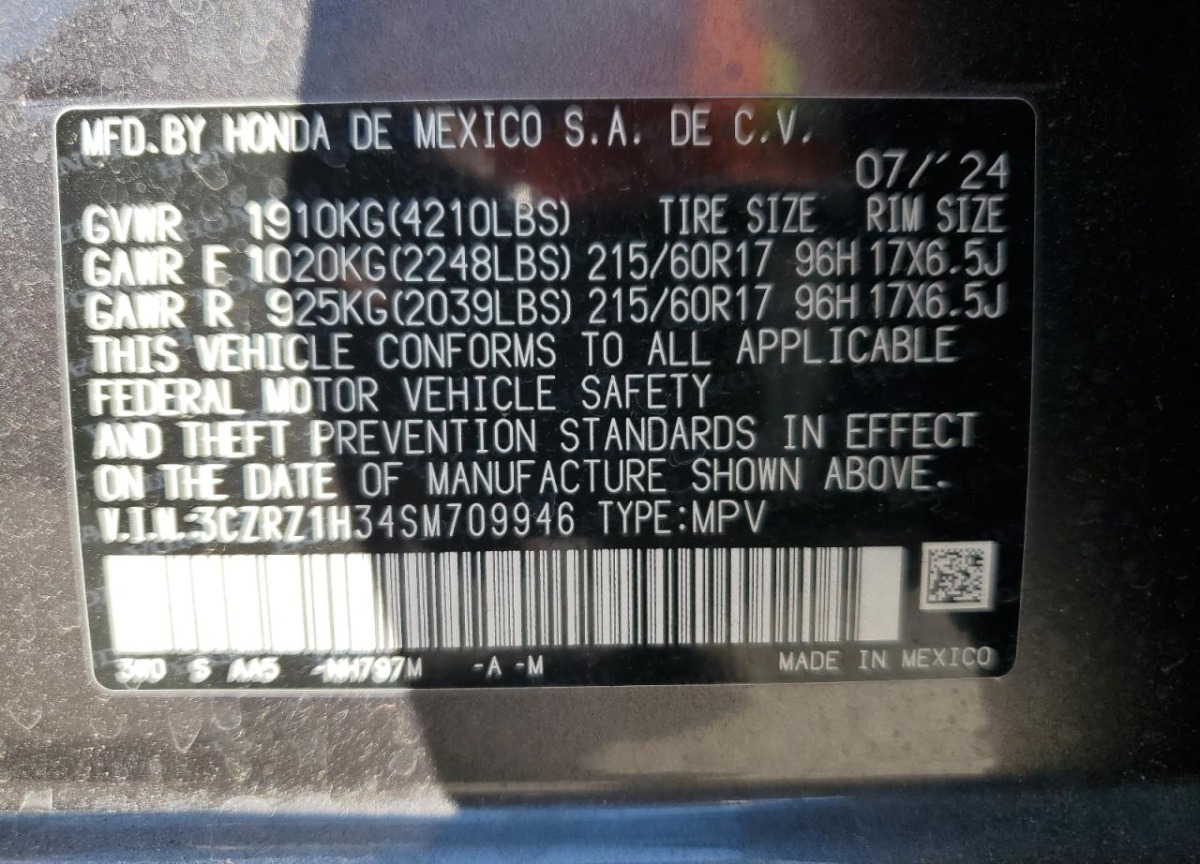 MFD.BY HONDA DE MEXICO S.A. DE C.V.
07/´24
GVWR 1910KG(4210LBS) TIRE SIZE RIM SIZE
GAWR F 1020KG(2248LBS) 215/60R17 96H 17X6.5J
GAWR R 925KG(2039LBS) 215/60R17 96H 17X6.5J
THIS VEHICLE CONFORMS TO ALL APPLICABLE
FEDERAL MOTOR VEHICLE SAFETY
AND THEFT PREVENTION STANDARDS IN EFFECT
ON THE DATE OF MANUFACTURE SHOWN ABOVE.
V.I.N.:3CZRZ1H34SM709946 TYPE:MPV
3W0 S AA5 -NH797M -A -M MADE IN MEXICO